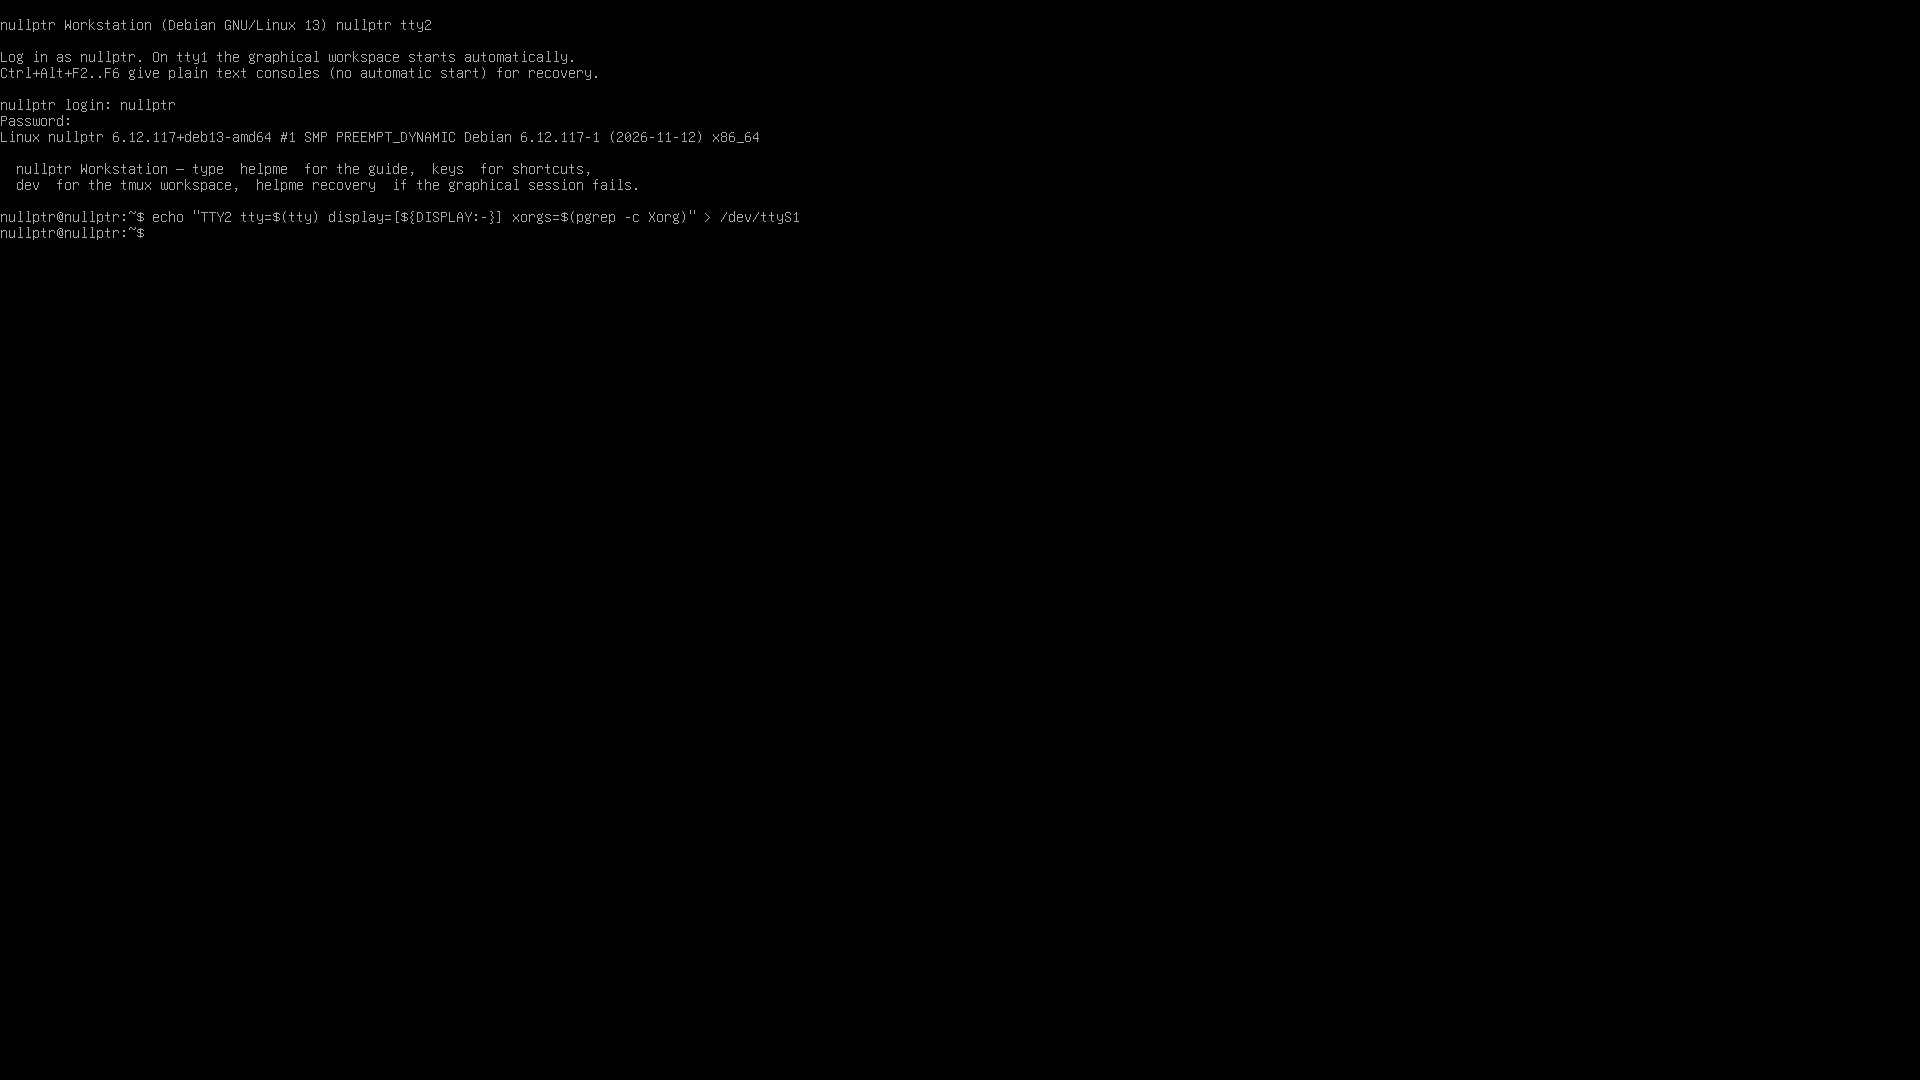 nullptr Workstation (Debian GNU/Linux 13) nullptr tty2
Log in as nullptr. On tty1 the graphical workspace starts automatically.
Ctrl+Alt+F2..F6 give plain text consoles (no automatic start) for recovery.
nullptr login: nullptr
Password:
Linux nullptr 6.12.117+deb13-amd64 #1 SMP PREEMPT_DYNAMIC Debian 6.12.117-1 (2026-11-12) x86_64
nullptr Workstation — type  helpme  for the guide,  keys  for shortcuts,
dev  for the tmux workspace,  helpme recovery  if the graphical session fails.
nullptr@nullptr:~$ echo "TTY2 tty=$(tty) display=[${DISPLAY:-}] xorgs=$(pgrep -c Xorg)" > /dev/ttyS1
nullptr@nullptr:~$